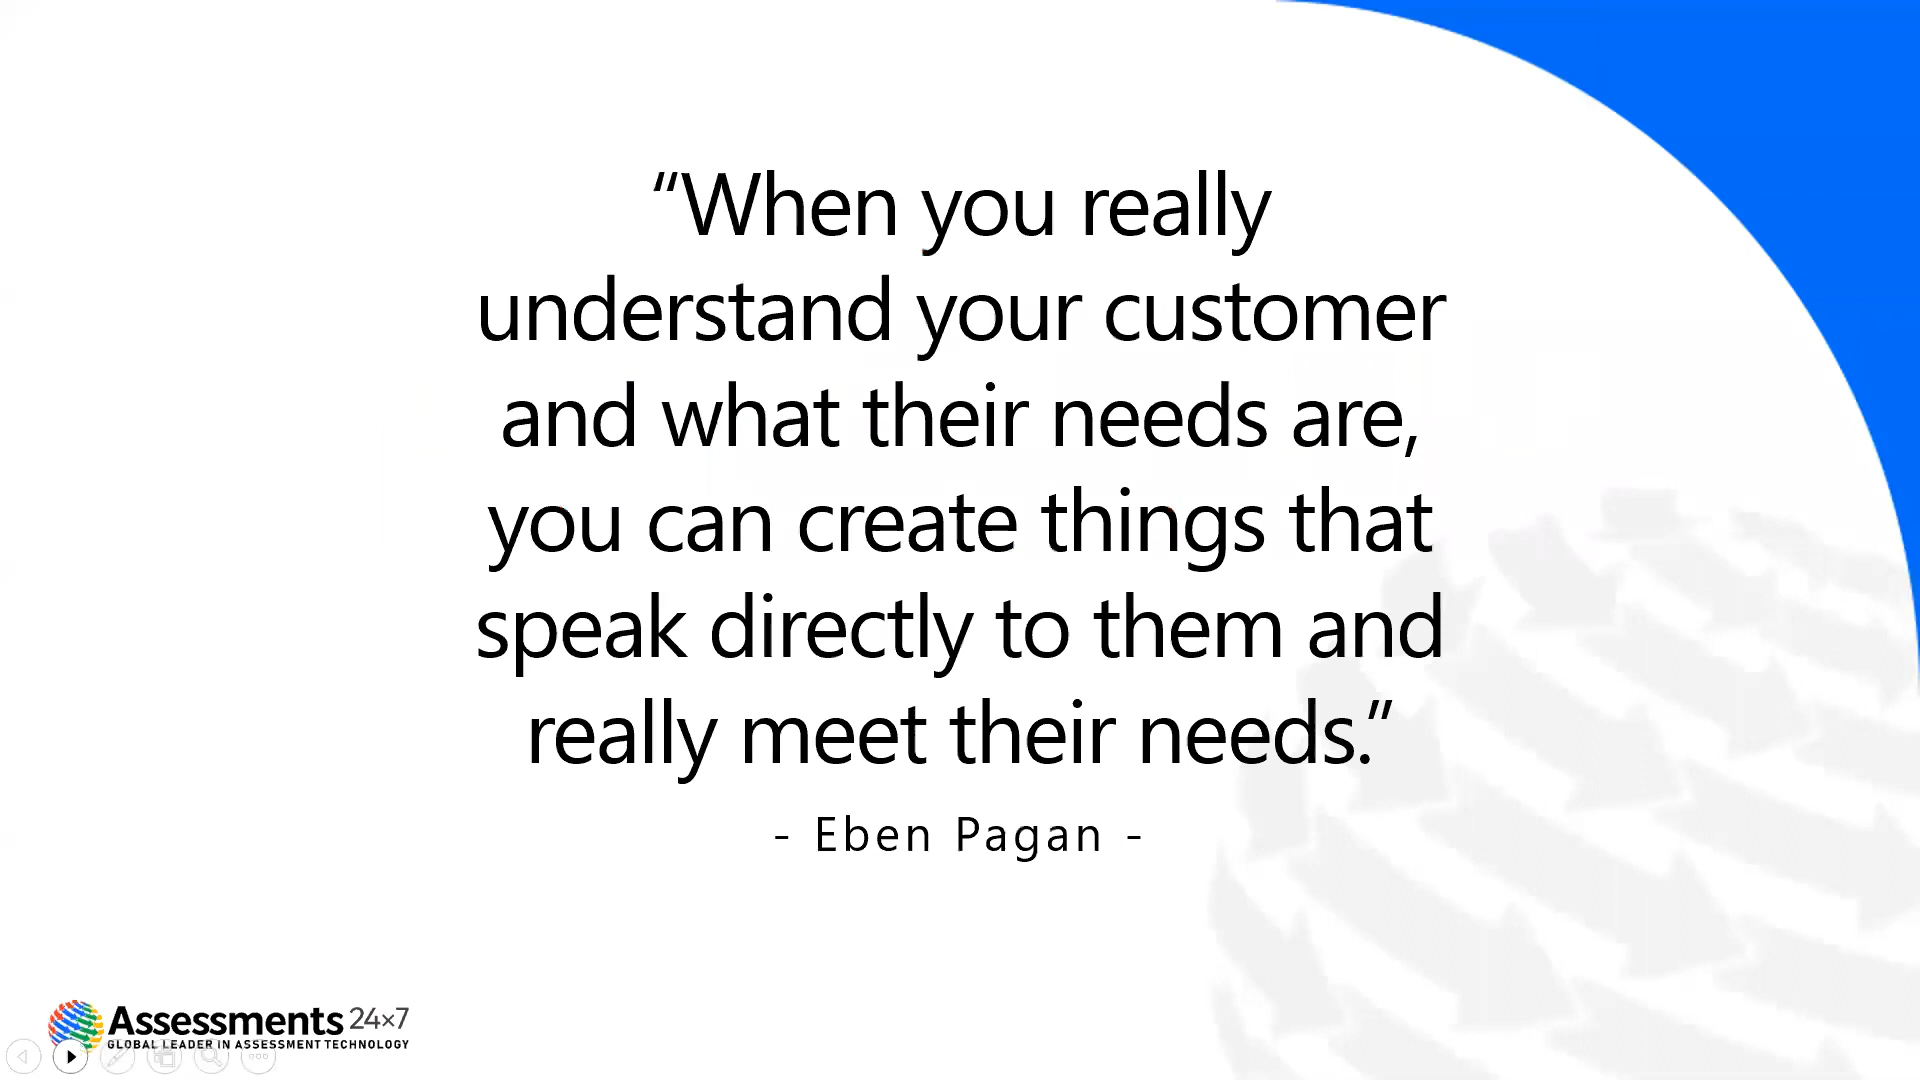 “When you really
understand your customer
and what their needs are,
you can create things that
speak directly to them and
really meet their needs.”
- Eben Pagan -
Assessments 24×7
GLOBAL LEADER IN ASSESSMENT TECHNOLOGY